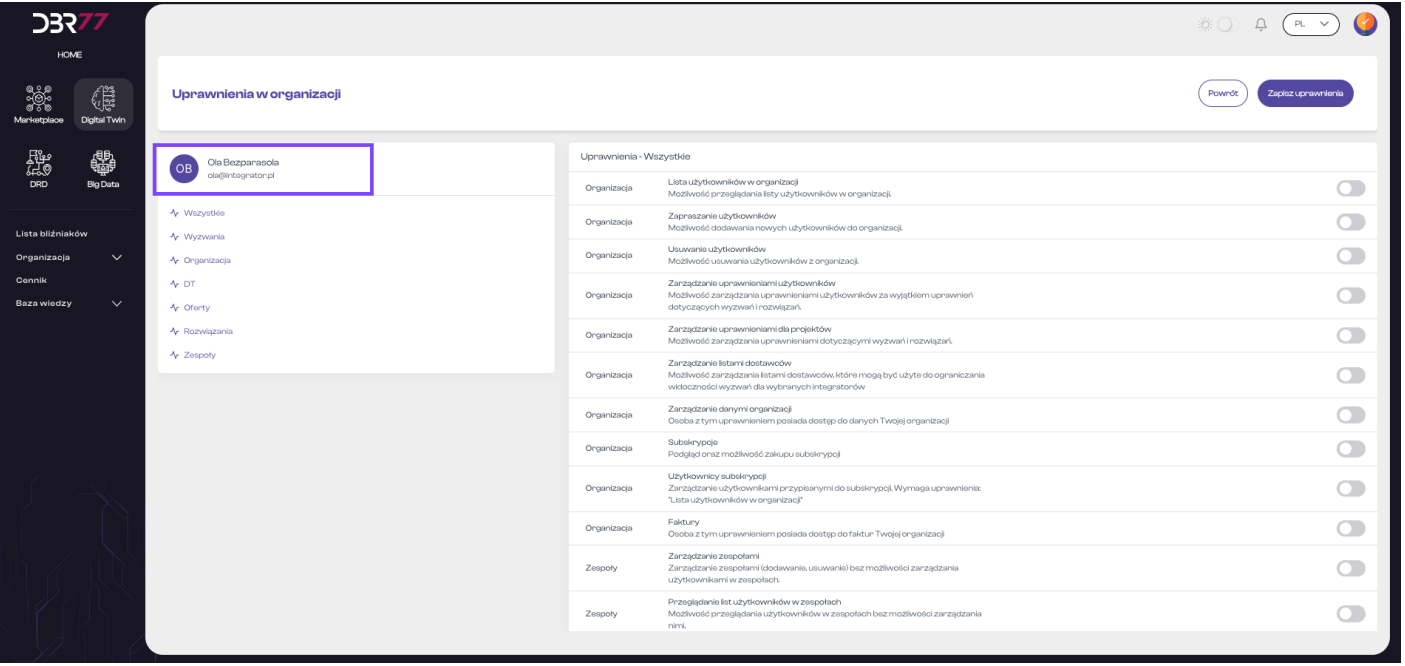 DBR77
HOME
Marketplace
Digital Twin
DRD
Big Data
Lista bliźniaków
Organizacja
Cennik
Baza wiedzy
PL
Uprawnienia w organizacji
Powrót
Zapisz uprawnienia
OB
Ola Bezparasola
ola@integrator.pl
Wszystkie
Wyzwania
Organizacja
DT
Oferty
Rozwiązania
Zespoły
Uprawnienia - Wszystkie
Organizacja
Lista użytkowników w organizacji
Możliwość przeglądania listy użytkowników w organizacji.
Organizacja
Zapraszanie użytkowników
Możliwość dodawania nowych użytkowników do organizacji.
Organizacja
Usuwanie użytkowników
Możliwość usuwania użytkowników z organizacji.
Organizacja
Zarządzanie uprawnieniami użytkowników
Możliwość zarządzania uprawnieniami użytkowników za wyjątkiem uprawnień
dotyczących wyzwań i rozwiązań.
Organizacja
Zarządzanie uprawnieniami dla projektów
Możliwość zarządzania uprawnieniami dotyczącymi wyzwań i rozwiązań.
Organizacja
Zarządzanie listami dostawców
Możliwość zarządzania listami dostawców, które mogą być użyte do ograniczania
widoczności wyzwań dla wybranych integratorów
Organizacja
Zarządzanie danymi organizacji
Osoba z tym uprawnieniem posiada dostęp do danych Twojej organizacji
Organizacja
Subskrypcje
Podgląd oraz możliwość zakupu subskrypcji
Organizacja
Użytkownicy subskrypcji
Zarządzanie użytkownikami przypisanymi do subskrypcji. Wymaga uprawnienia:
"Lista użytkowników w organizacji"
Organizacja
Faktury
Osoba z tym uprawnieniem posiada dostęp do faktur Twojej organizacji
Zespoły
Zarządzanie zespołami
Zarządzanie zespołami (dodawanie, usuwanie) bez możliwości zarządzania
użytkownikami w zespołach.
Zespoły
Przeglądanie list użytkowników w zespołach
Możliwość przeglądania użytkowników w zespołach bez możliwości zarządzania
nimi.